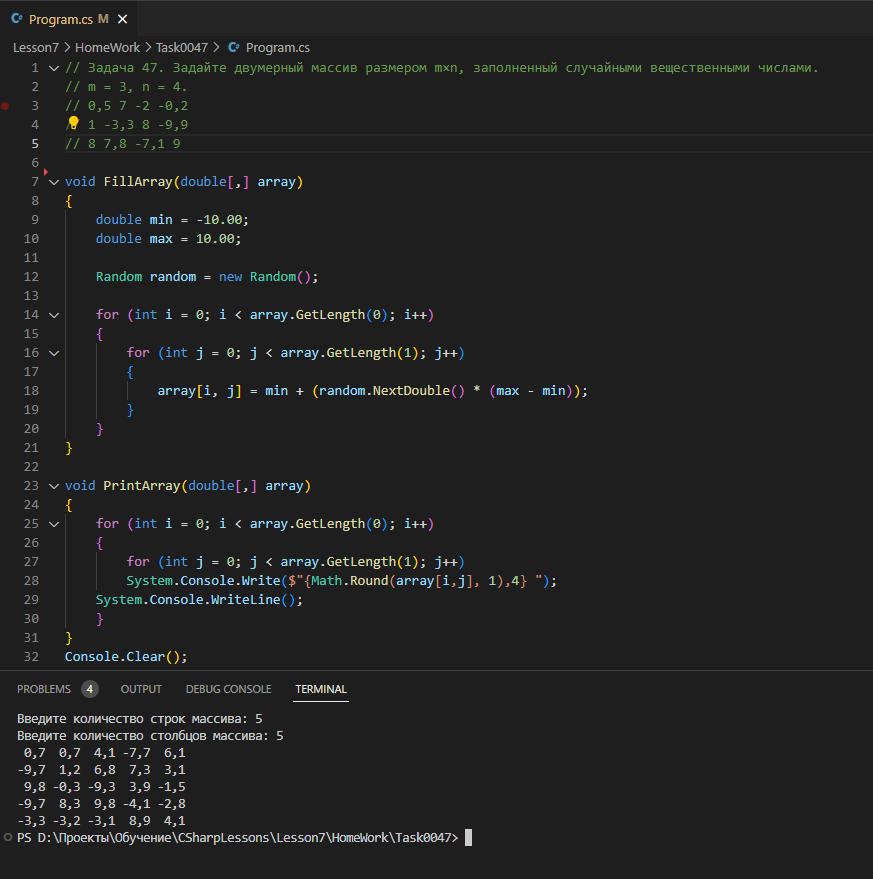 Program.cs M
Lesson7 > HomeWork > Task0047 > Program.cs
1 // Задача 47. Задайте двумерный массив размером m×n, заполненный случайными вещественными числами.
2 // m = 3, n = 4.
3 // 0,5 7 -2 -0,2
4 // 1 -3,3 8 -9,9
5 // 8 7,8 -7,1 9
6
7 void FillArray(double[,] array)
8 {
9     double min = -10.00;
10     double max = 10.00;
11
12     Random random = new Random();
13
14     for (int i = 0; i < array.GetLength(0); i++)
15     {
16         for (int j = 0; j < array.GetLength(1); j++)
17         {
18             array[i, j] = min + (random.NextDouble() * (max - min));
19         }
20     }
21 }
22
23 void PrintArray(double[,] array)
24 {
25     for (int i = 0; i < array.GetLength(0); i++)
26     {
27         for (int j = 0; j < array.GetLength(1); j++)
28         System.Console.Write($"{Math.Round(array[i,j], 1),4} ");
29     System.Console.WriteLine();
30     }
31 }
32 Console.Clear();
PROBLEMS 4 OUTPUT DEBUG CONSOLE TERMINAL
Введите количество строк массива: 5
Введите количество столбцов массива: 5
 0,7  0,7  4,1 -7,7  6,1
-9,7  1,2  6,8  7,3  3,1
 9,8 -0,3 -9,3  3,9 -1,5
-9,7  8,3  9,8 -4,1 -2,8
-3,3 -3,2 -3,1  8,9  4,1
PS D:\Проекты\Обучение\CSharpLessons\Lesson7\HomeWork\Task0047>